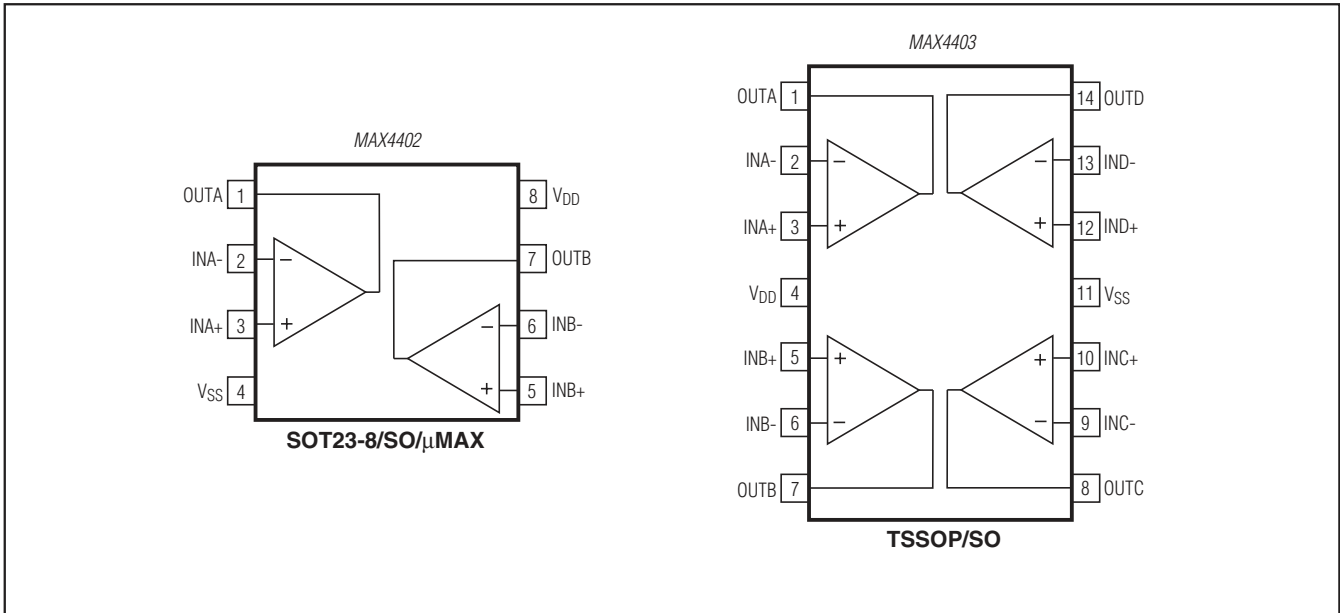 MAX4402
OUTA 1
INA- 2
INA+ 3
VSS 4
8 VDD
7 OUTB
6 INB-
5 INB+
− + − +
SOT23-8/SO/μMAX
MAX4403
OUTA 1
INA- 2
INA+ 3
VDD 4
INB+ 5
INB- 6
OUTB 7
14 OUTD
13 IND-
12 IND+
11 VSS
10 INC+
9 INC-
8 OUTC
− + − +
+ − + −
TSSOP/SO